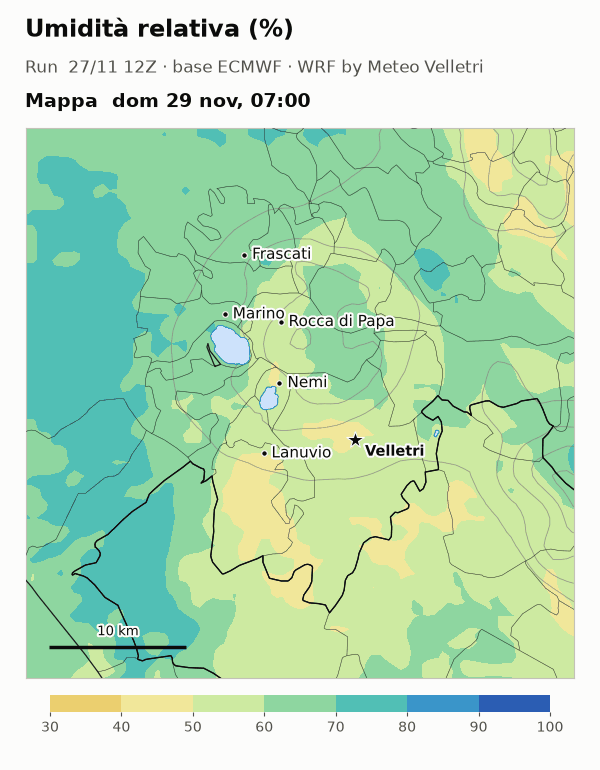 Umidità relativa (%)
Run  27/11 12Z · base ECMWF · WRF by Meteo Velletri
Mappa  dom 29 nov, 07:00
Frascati
Marino
Rocca di Papa
Nemi
Lanuvio
Velletri
10 km
30 40 50 60 70 80 90 100